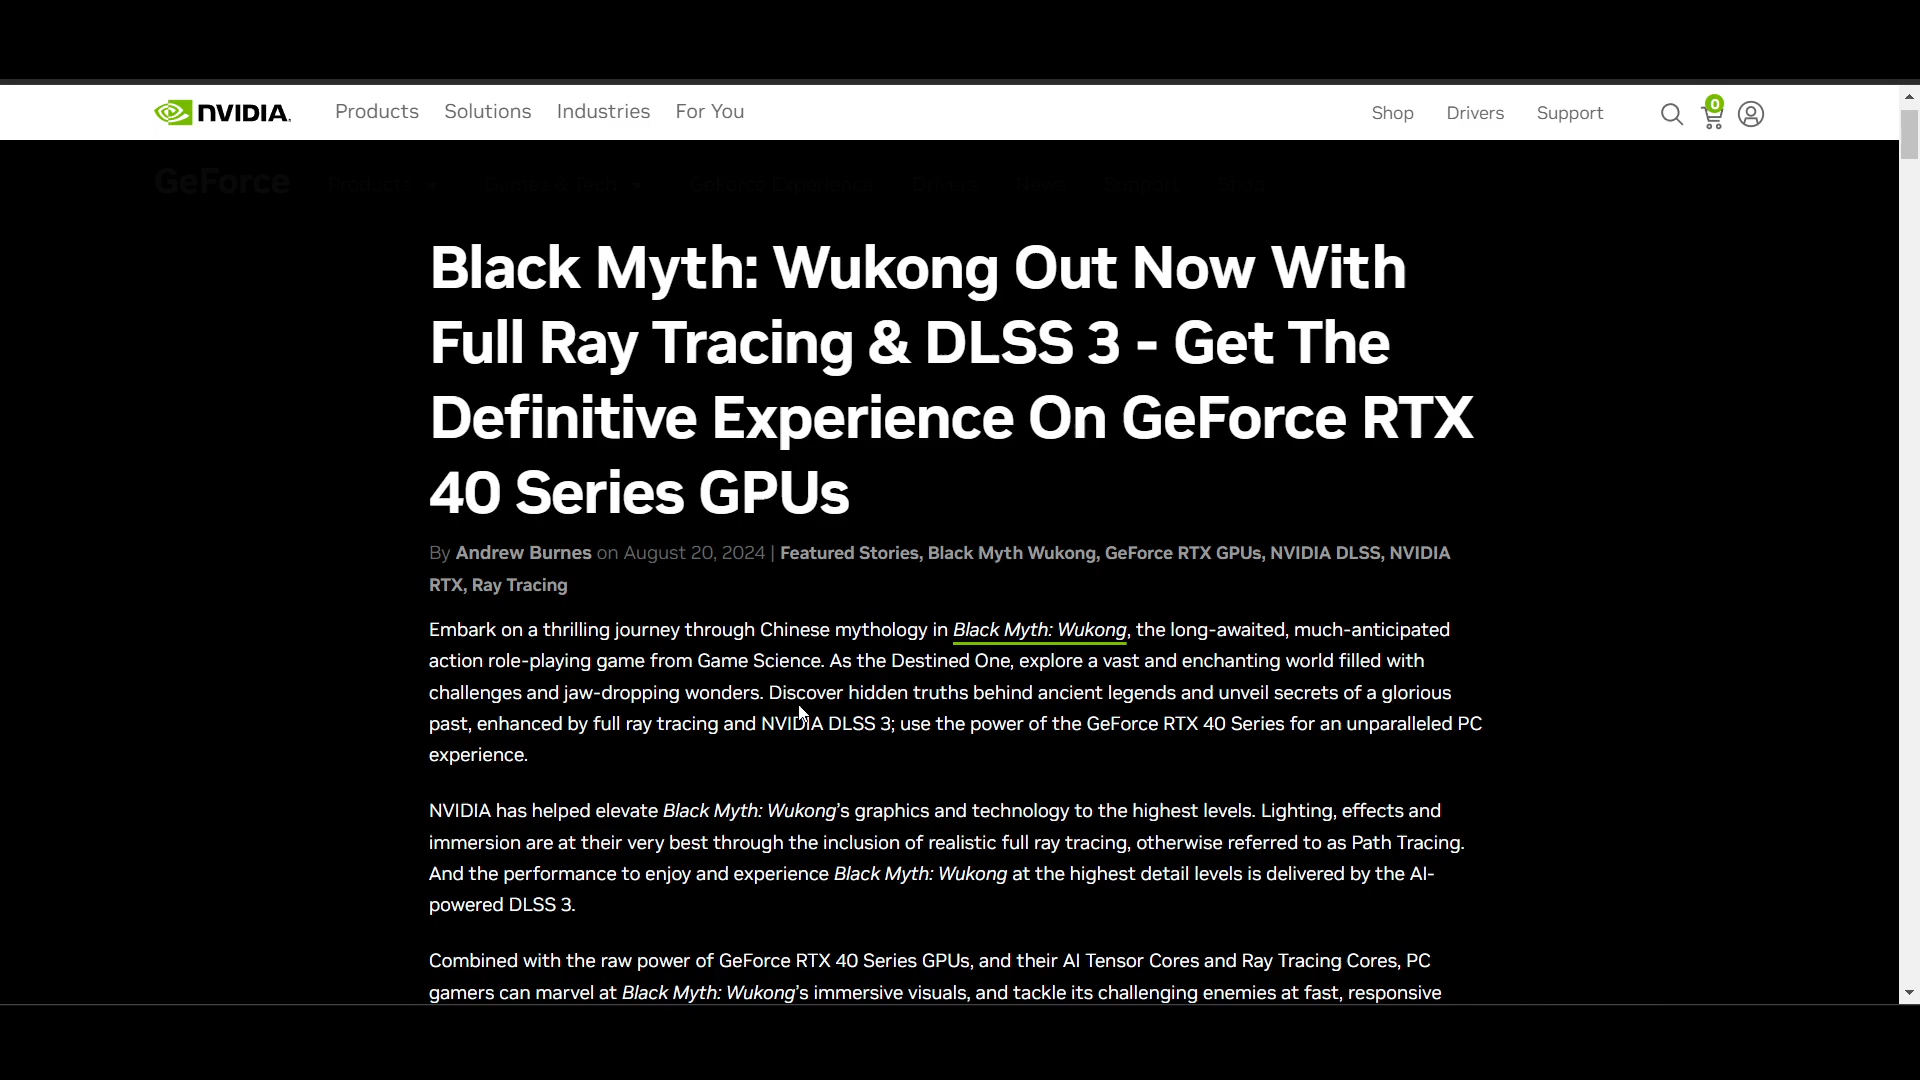 NVIDIA. Products Solutions Industries For You Shop Drivers Support 0
GeForce Products Games & Tech GeForce Experience Drivers News Support Shop
Black Myth: Wukong Out Now With
Full Ray Tracing & DLSS 3 - Get The
Definitive Experience On GeForce RTX
40 Series GPUs
By Andrew Burnes on August 20, 2024 | Featured Stories, Black Myth Wukong, GeForce RTX GPUs, NVIDIA DLSS, NVIDIA
RTX, Ray Tracing
Embark on a thrilling journey through Chinese mythology in Black Myth: Wukong, the long-awaited, much-anticipated
action role-playing game from Game Science. As the Destined One, explore a vast and enchanting world filled with
challenges and jaw-dropping wonders. Discover hidden truths behind ancient legends and unveil secrets of a glorious
past, enhanced by full ray tracing and NVIDIA DLSS 3; use the power of the GeForce RTX 40 Series for an unparalleled PC
experience.
NVIDIA has helped elevate Black Myth: Wukong's graphics and technology to the highest levels. Lighting, effects and
immersion are at their very best through the inclusion of realistic full ray tracing, otherwise referred to as Path Tracing.
And the performance to enjoy and experience Black Myth: Wukong at the highest detail levels is delivered by the AI-
powered DLSS 3.
Combined with the raw power of GeForce RTX 40 Series GPUs, and their AI Tensor Cores and Ray Tracing Cores, PC
gamers can marvel at Black Myth: Wukong's immersive visuals, and tackle its challenging enemies at fast, responsive